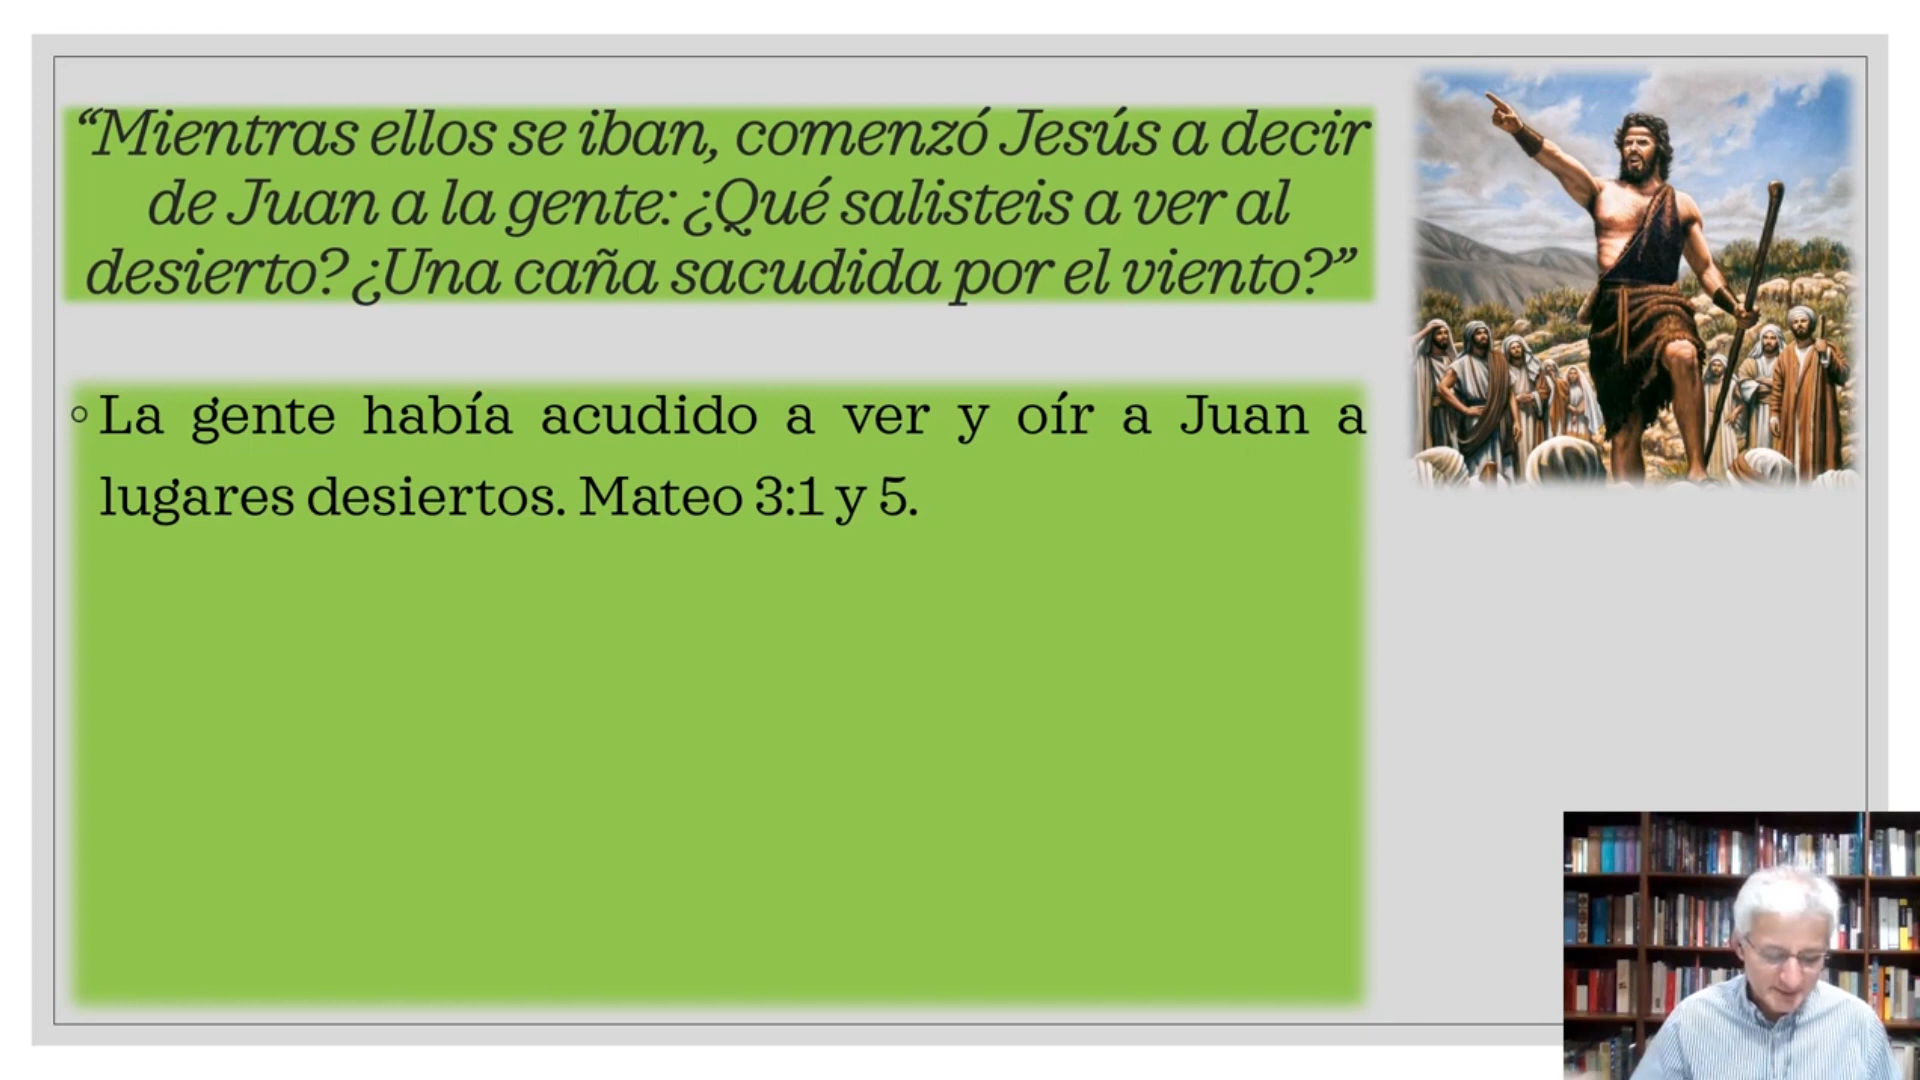 “Mientras ellos se iban, comenzó Jesús a decir
de Juan a la gente: ¿Qué salisteis a ver al
desierto? ¿Una caña sacudida por el viento?”
◦ La gente había acudido a ver y oír a Juan a
lugares desiertos. Mateo 3:1 y 5.